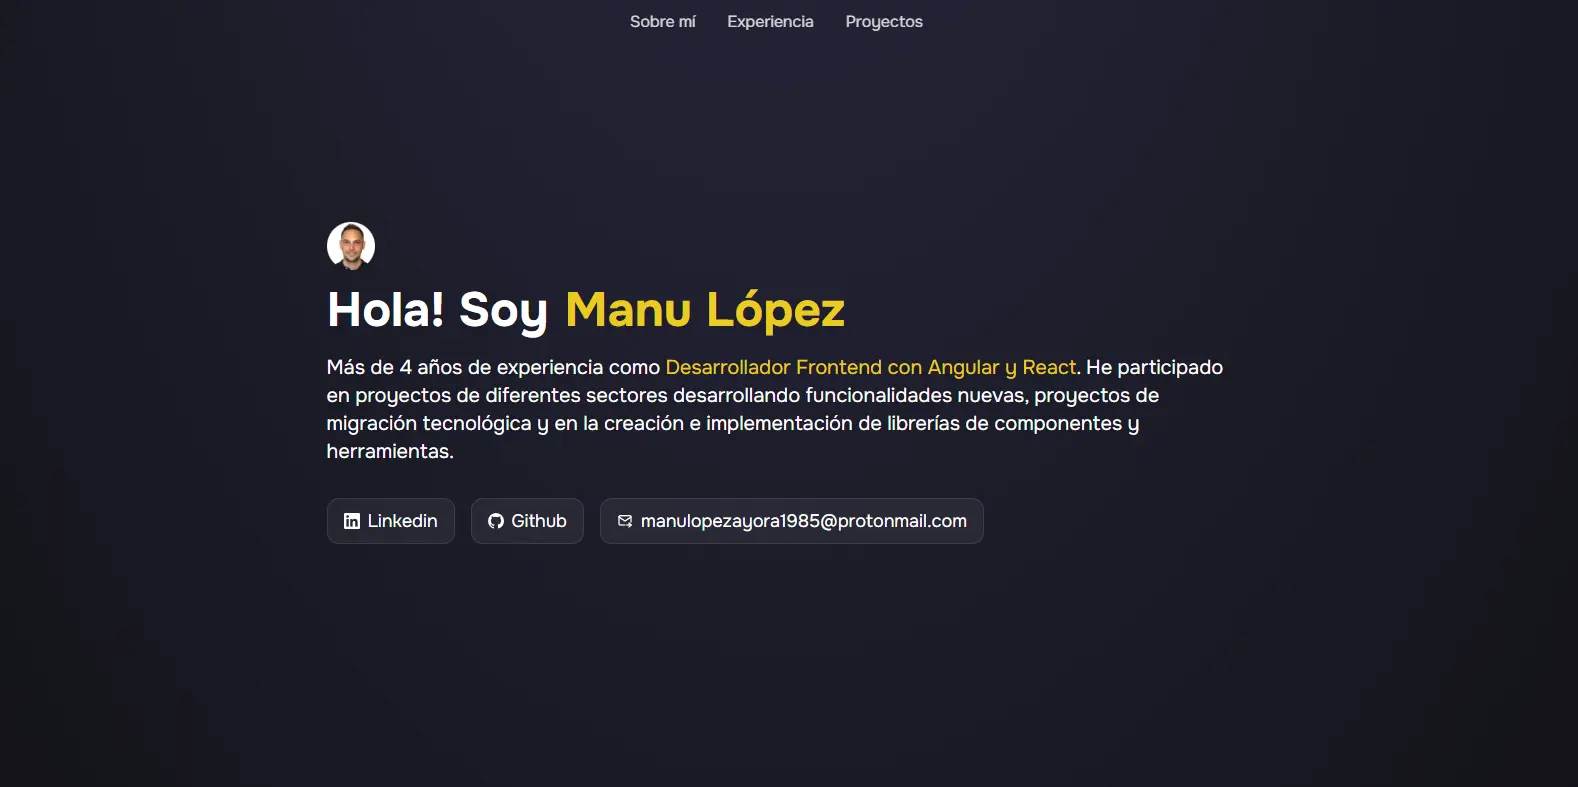 Sobre mí Experiencia Proyectos
Hola! Soy Manu López
Más de 4 años de experiencia como Desarrollador Frontend con Angular y React. He participado
en proyectos de diferentes sectores desarrollando funcionalidades nuevas, proyectos de
migración tecnológica y en la creación e implementación de librerías de componentes y
herramientas.
Linkedin Github manulopezayora1985@protonmail.com